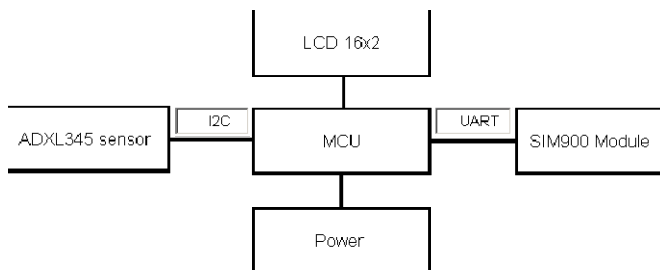 LCD 16x2
ADXL345 sensor
I2C
MCU
UART
SIM900 Module
Power